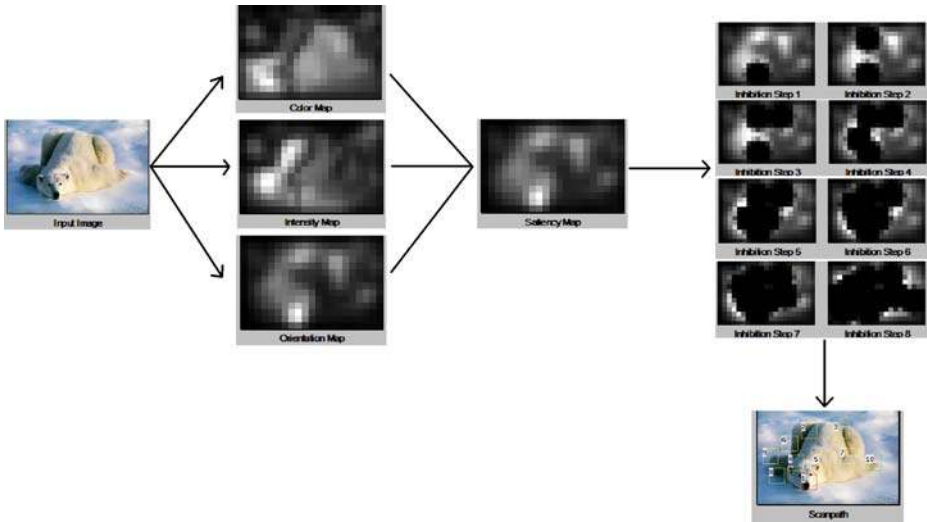 Color Map
Input Image
Intensity Map
Orientation Map
Saliency Map
Inhibition Step 1
Inhibition Step 2
Inhibition Step 3
Inhibition Step 4
Inhibition Step 5
Inhibition Step 6
Inhibition Step 7
Inhibition Step 8
10
Scanpath